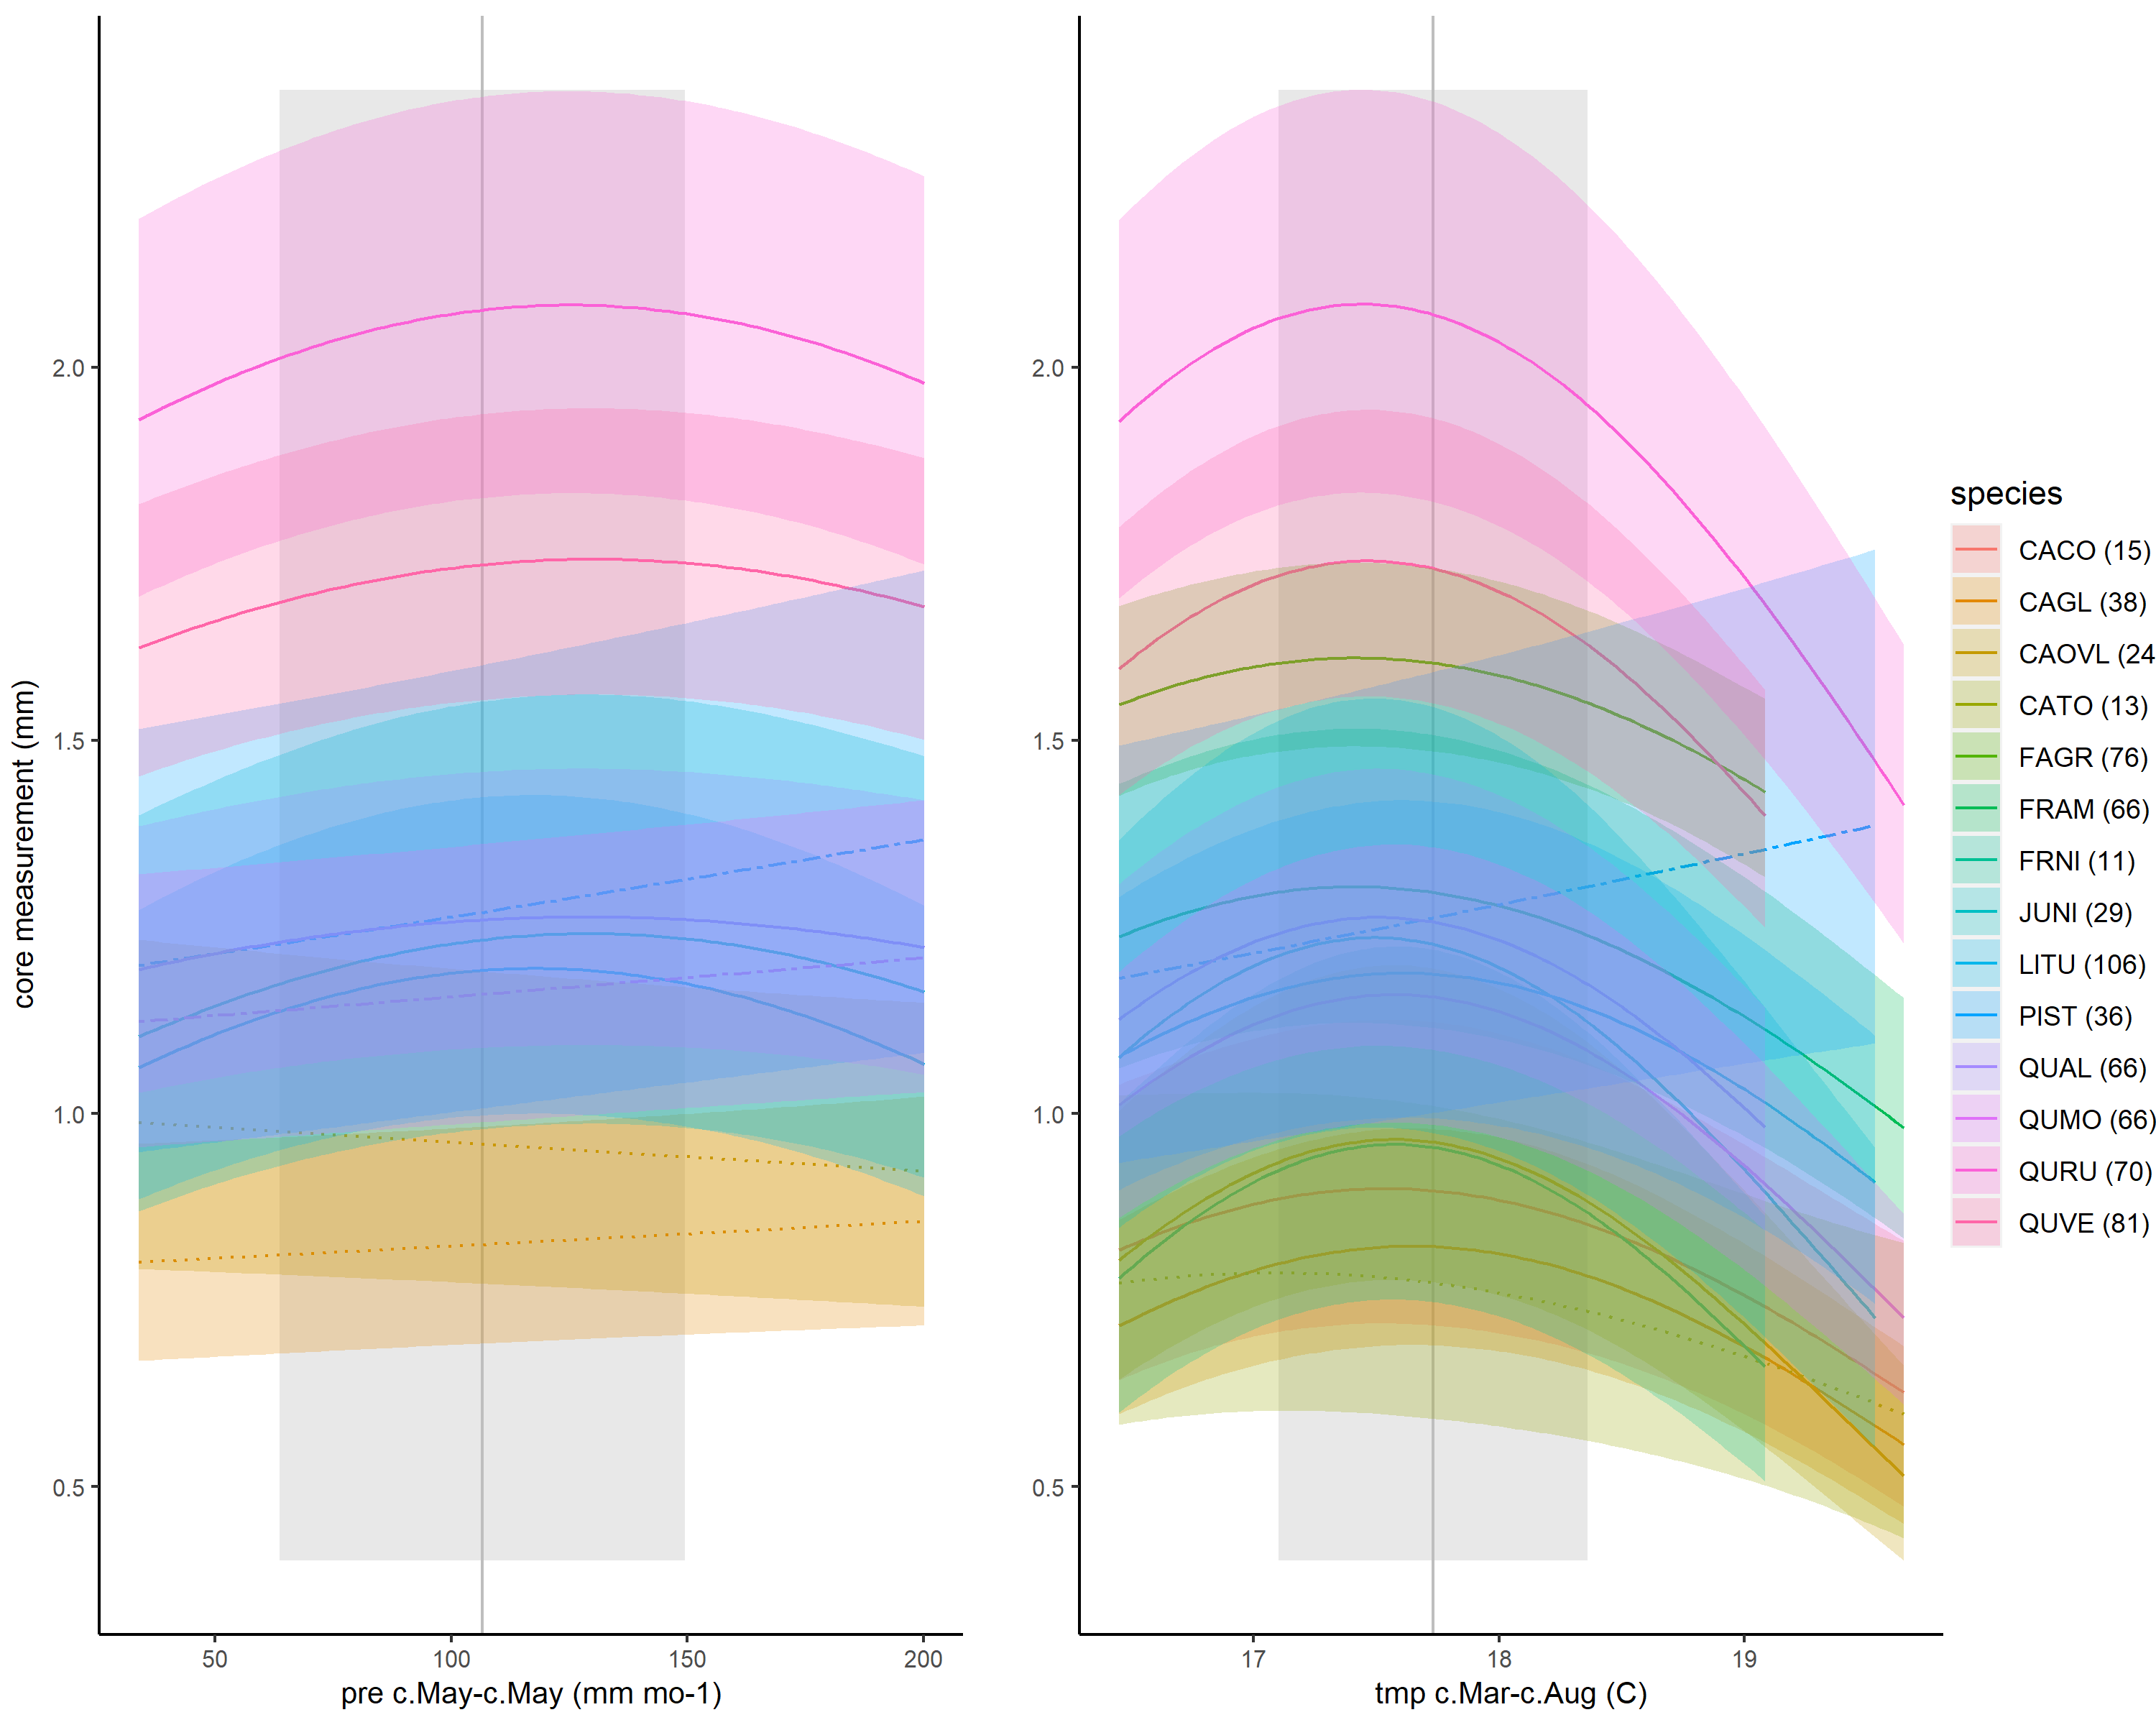 core measurement (mm)
2.0
1.5
1.0
0.5
50 100 150 200
pre c.May-c.May (mm mo-1)
2.0
1.5
1.0
0.5
17 18 19
tmp c.Mar-c.Aug (C)
species
CACO (15)
CAGL (38)
CAOVL (24
CATO (13)
FAGR (76)
FRAM (66)
FRNI (11)
JUNI (29)
LITU (106)
PIST (36)
QUAL (66)
QUMO (66)
QURU (70)
QUVE (81)